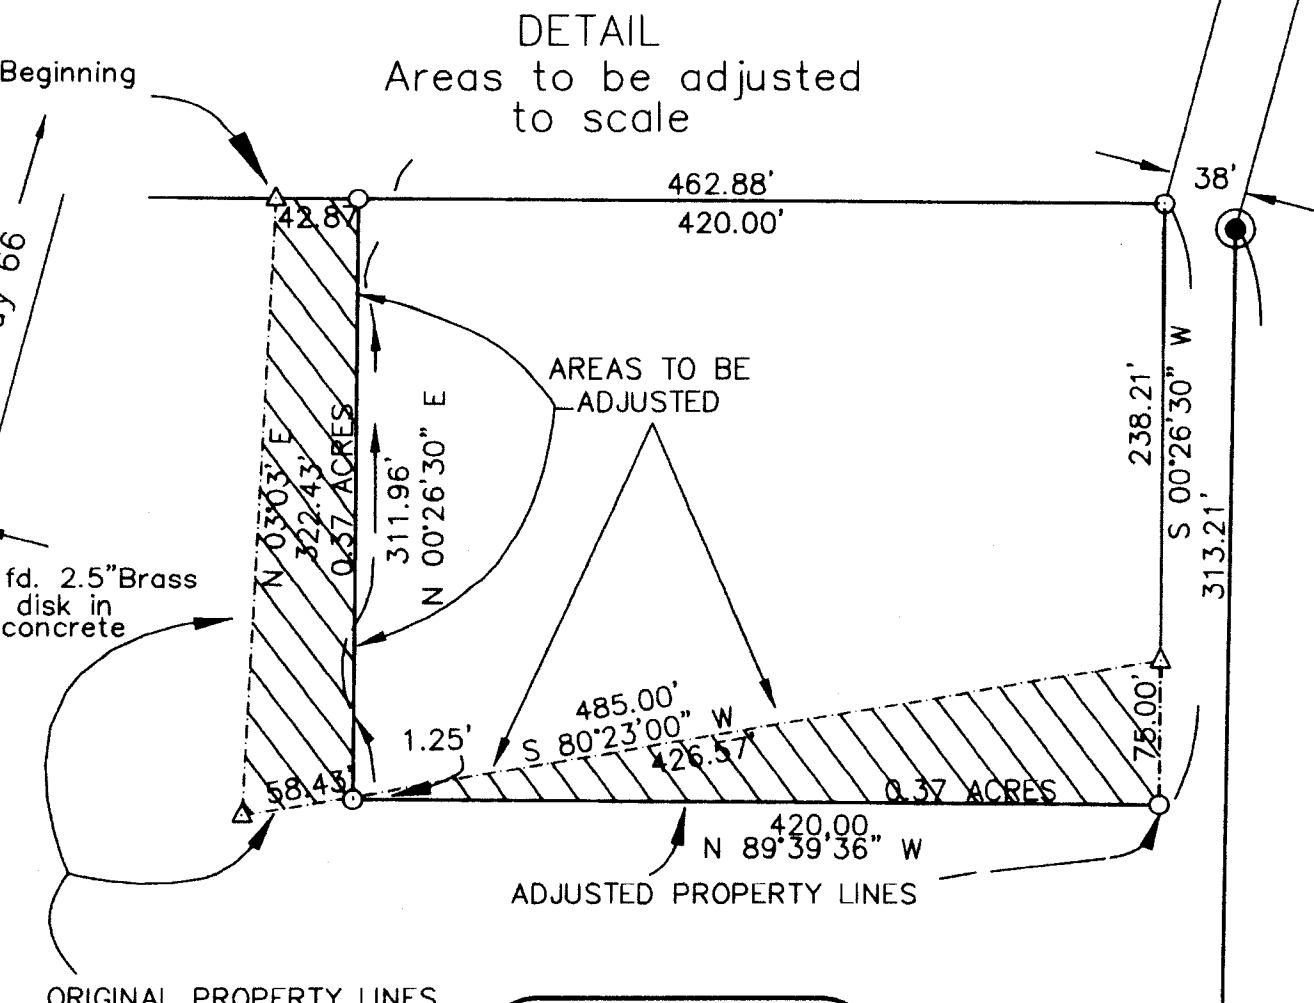 DETAIL
Areas to be adjusted
to scale
Beginning
462.88'
420.00'
38'
42.87
66
AREAS TO BE
ADJUSTED
N 03°03' E
322.43'
0.37 ACRES
311.96'
N 00°26'30" E
238.21'
S 00°26'30" W
313.21'
fd. 2.5"Brass
disk in
concrete
485.00'
S 80°23'00" W
426.57'
1.25'
75.00'
58.43'
0.37 ACRES
420.00
N 89°39'36" W
ADJUSTED PROPERTY LINES
ORIGINAL PROPERTY LINES